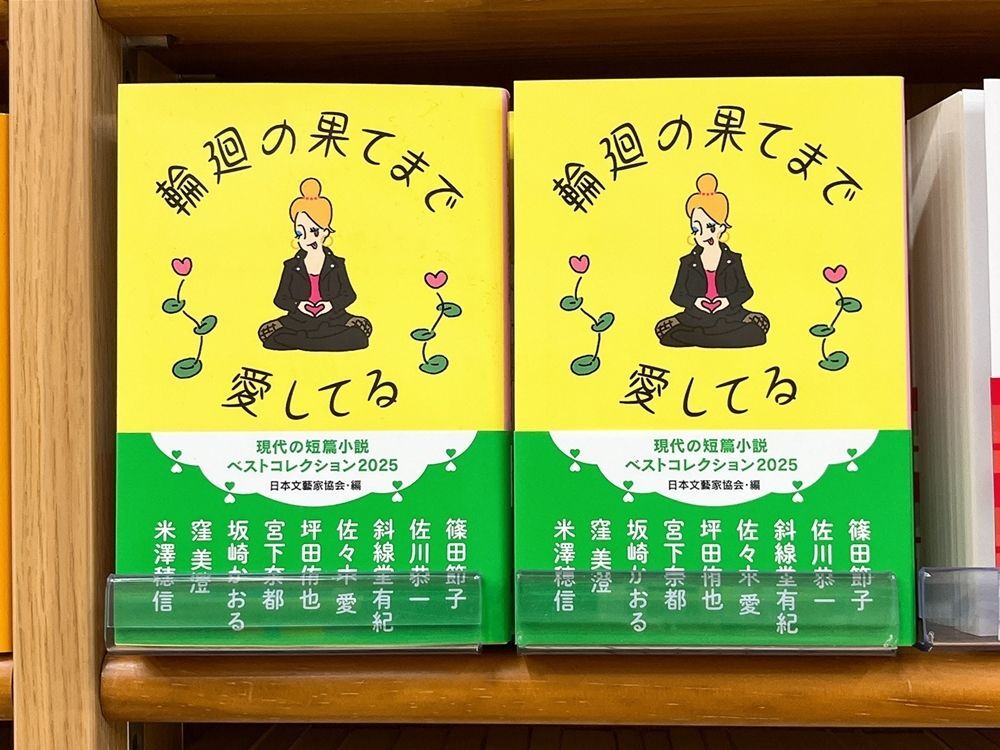 輪廻の果てまで
愛してる
現代の短篇小説
ベストコレクション2025
日本文藝家協会・編
篠田節子
佐川恭一
斜線堂有紀
佐々木愛
坪田侑也
宮下奈都
坂崎かおる
窪美澄
米澤穂信
輪廻の果てまで
愛してる
現代の短篇小説
ベストコレクション2025
日本文藝家協会・編
篠田節子
佐川恭一
斜線堂有紀
佐々木愛
坪田侑也
宮下奈都
坂崎かおる
窪美澄
米澤穂信